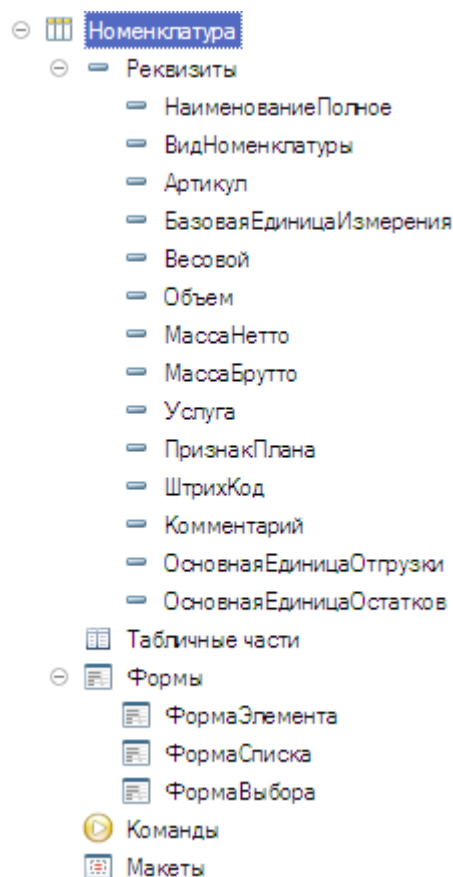 Номенклатура
Реквизиты
НаименованиеПолное
ВидНоменклатуры
Артикул
БазоваяЕдиницаИзмерения
Весовой
Объем
МассаНетто
МассаБрутто
Услуга
ПризнакПлана
ШтрихКод
Комментарий
ОсновнаяЕдиницаОтгрузки
ОсновнаяЕдиницаОстатков
Табличные части
Формы
ФормаЭлемента
ФормаСписка
ФормаВыбора
Команды
Макеты